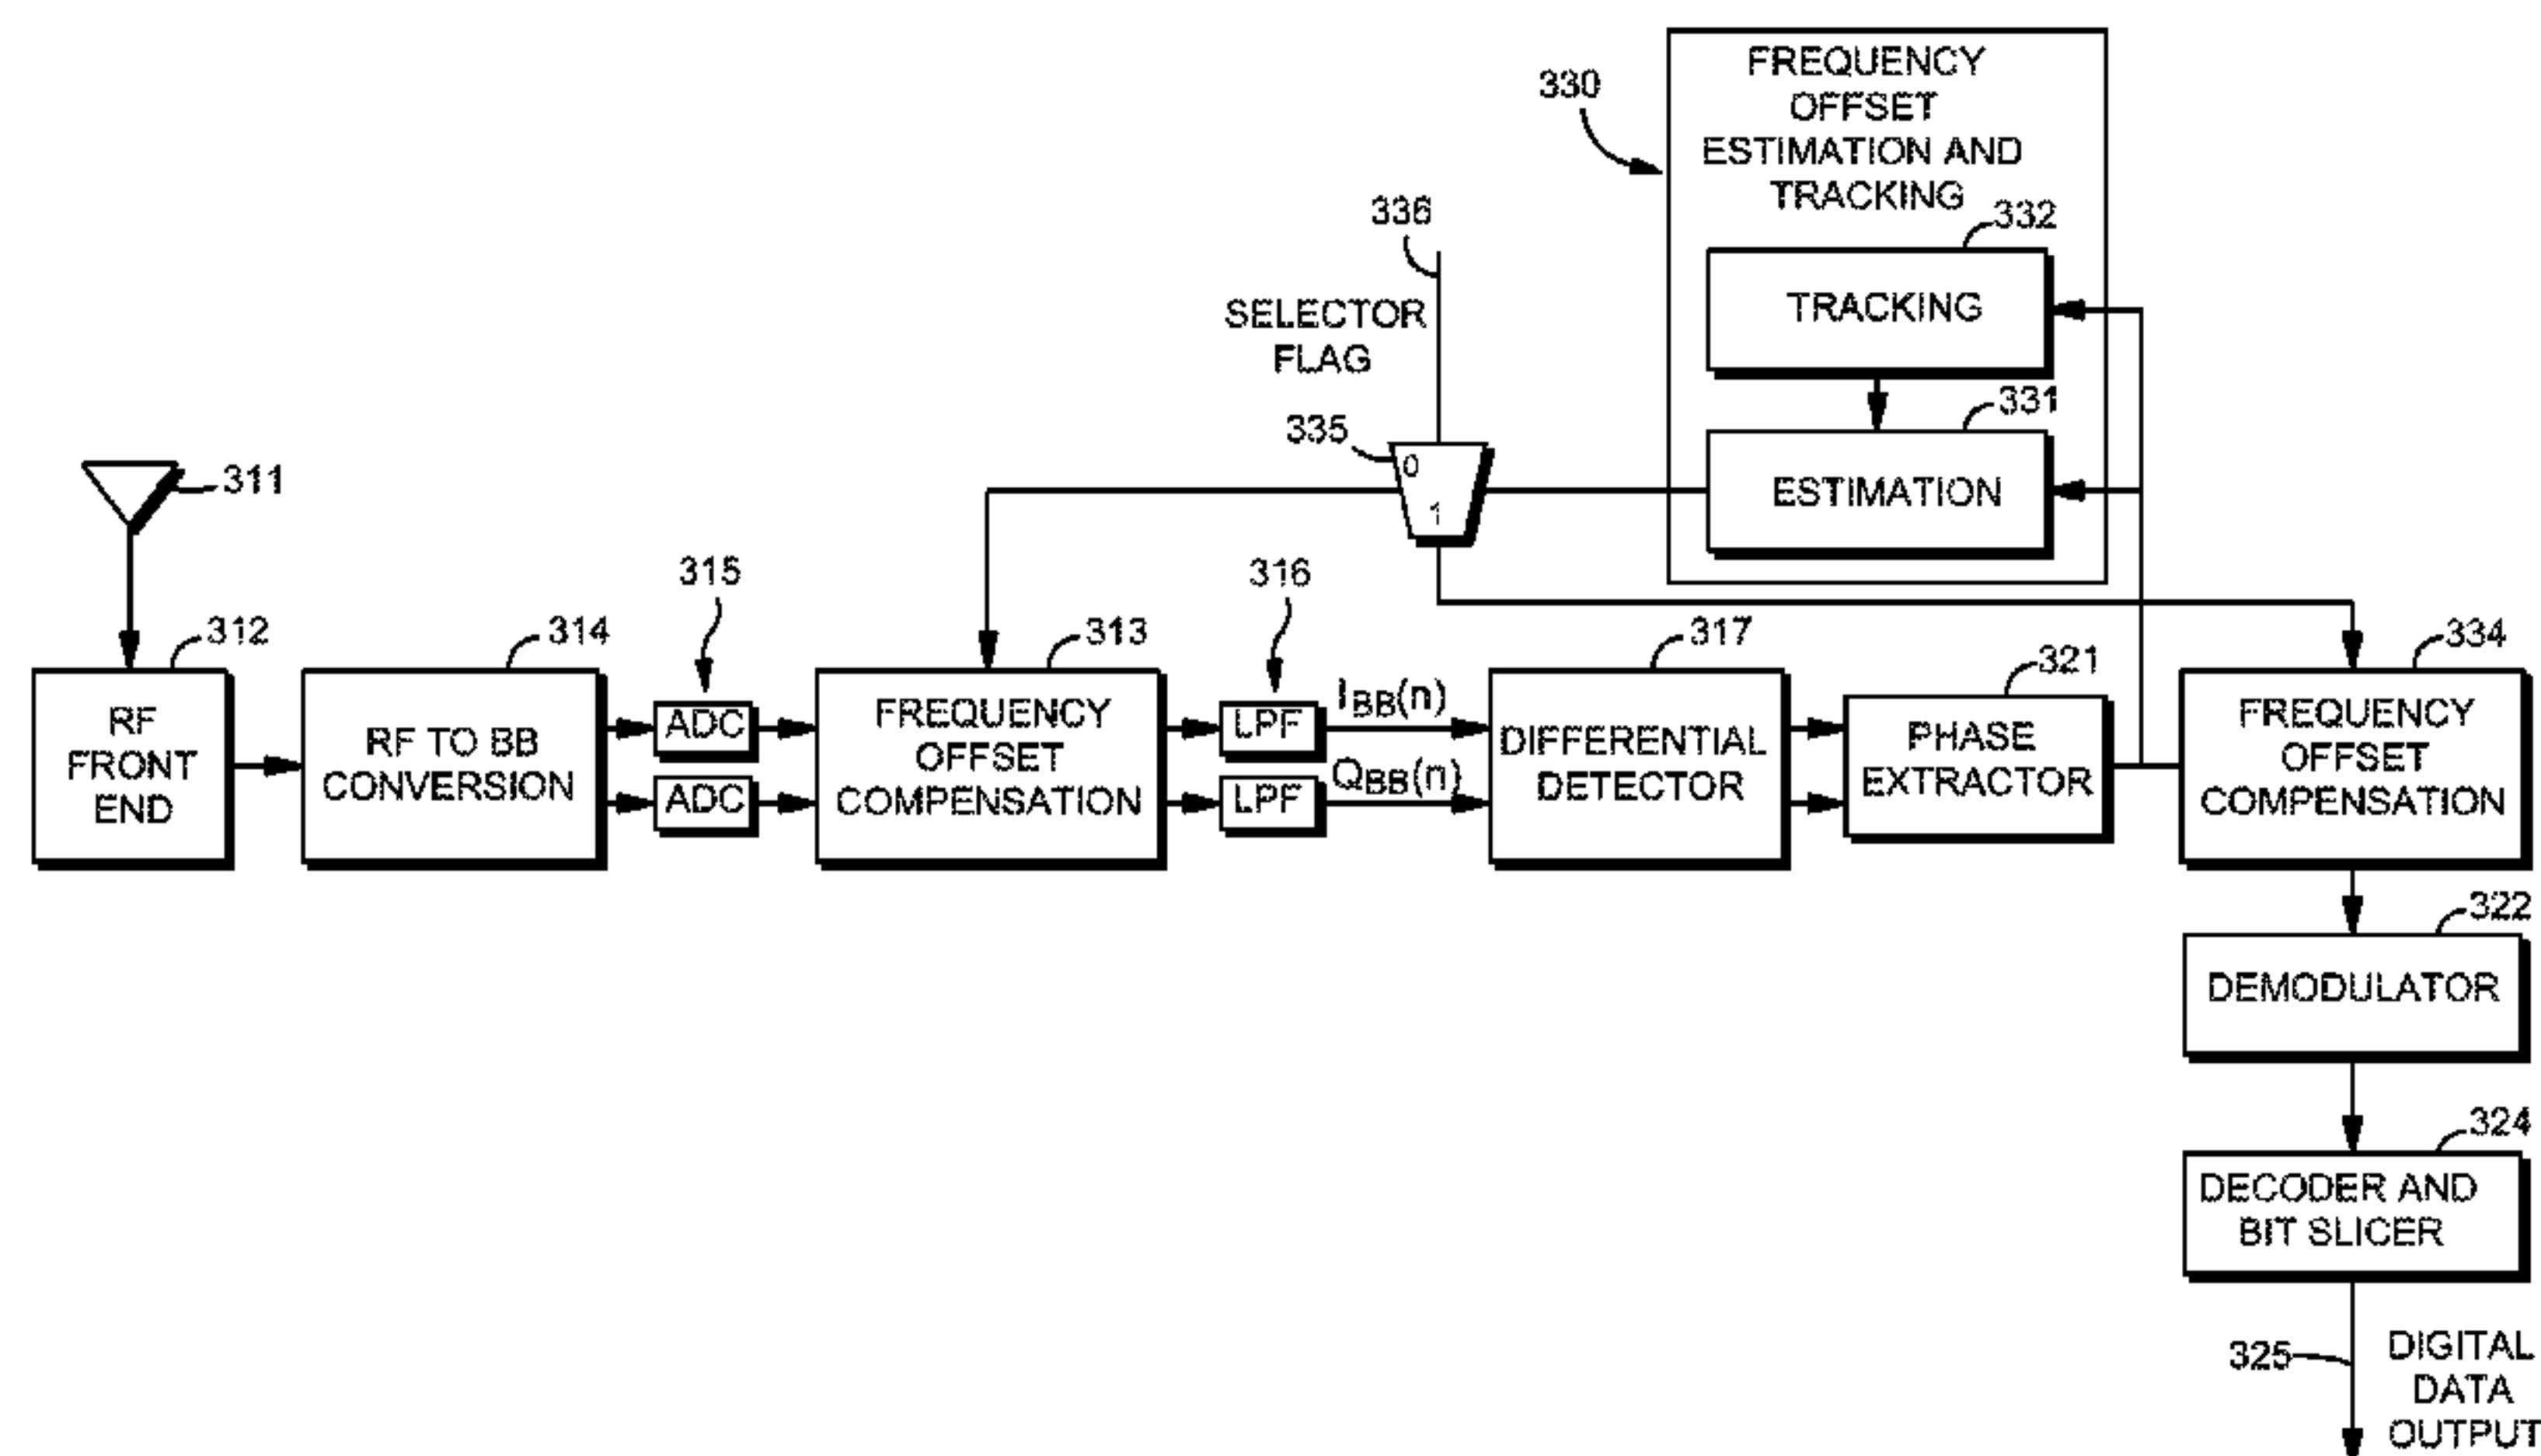 FREQUENCY
OFFSET
ESTIMATION AND
TRACKING
330
332
336
TRACKING
SELECTOR
FLAG
331
335
0
1
ESTIMATION
311
315
316
312
314
313
317
321
334
RF
FRONT
END
RF TO BB
CONVERSION
ADC
ADC
FREQUENCY
OFFSET
COMPENSATION
LPF
LPF
IBB(n)
QBB(n)
DIFFERENTIAL
DETECTOR
PHASE
EXTRACTOR
FREQUENCY
OFFSET
COMPENSATION
322
DEMODULATOR
324
DECODER AND
BIT SLICER
325
DIGITAL
DATA
OUTPUT